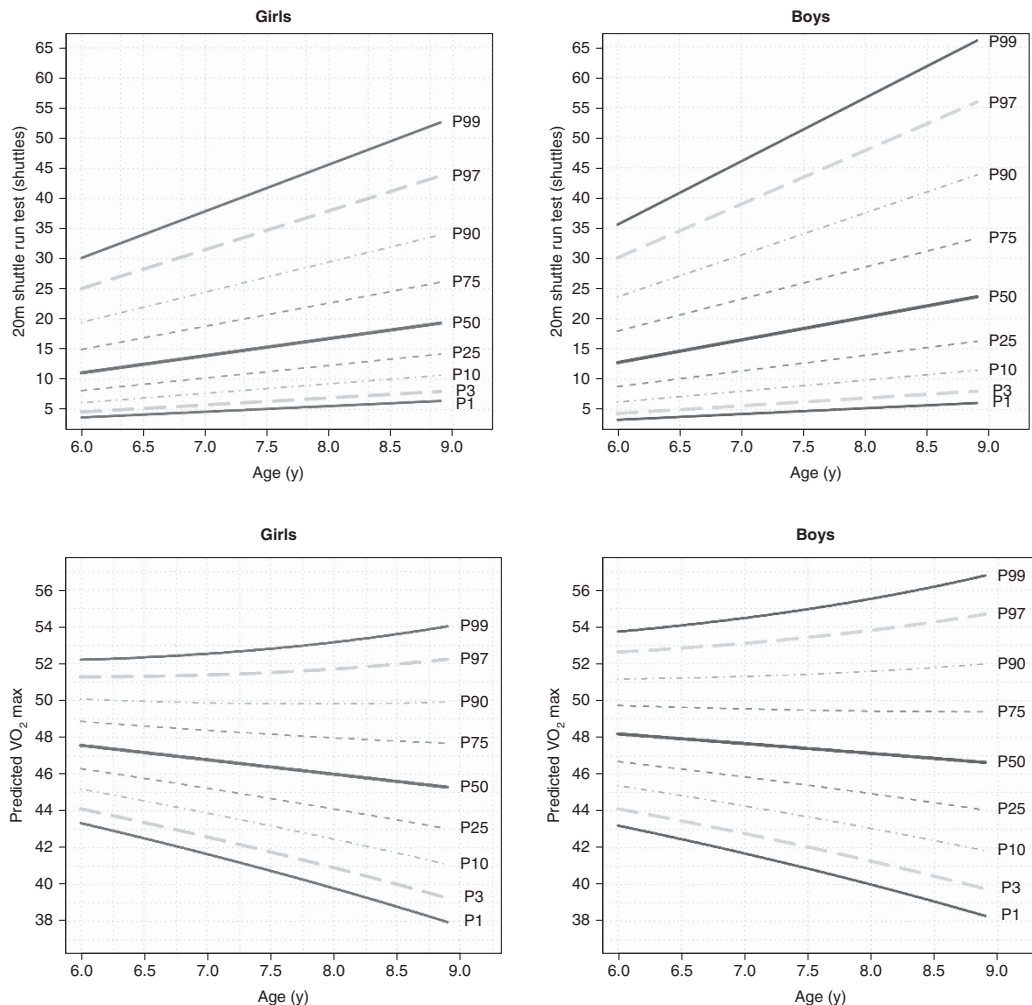 Girls
Boys
20m shuttle run test (shuttles)
65
60
55
50
45
40
35
30
25
20
15
10
5
P99
P97
P90
P75
P50
P25
P10
P3
P1
6.0 6.5 7.0 7.5 8.0 8.5 9.0
Age (y)
20m shuttle run test (shuttles)
65
60
55
50
45
40
35
30
25
20
15
10
5
P99
P97
P90
P75
P50
P25
P10
P3
P1
6.0 6.5 7.0 7.5 8.0 8.5 9.0
Age (y)
Girls
Boys
Predicted VO₂ max
56
54
52
50
48
46
44
42
40
38
P99
P97
P90
P75
P50
P25
P10
P3
P1
6.0 6.5 7.0 7.5 8.0 8.5 9.0
Age (y)
Predicted VO₂ max
56
54
52
50
48
46
44
42
40
38
P99
P97
P90
P75
P50
P25
P10
P3
P1
6.0 6.5 7.0 7.5 8.0 8.5 9.0
Age (y)